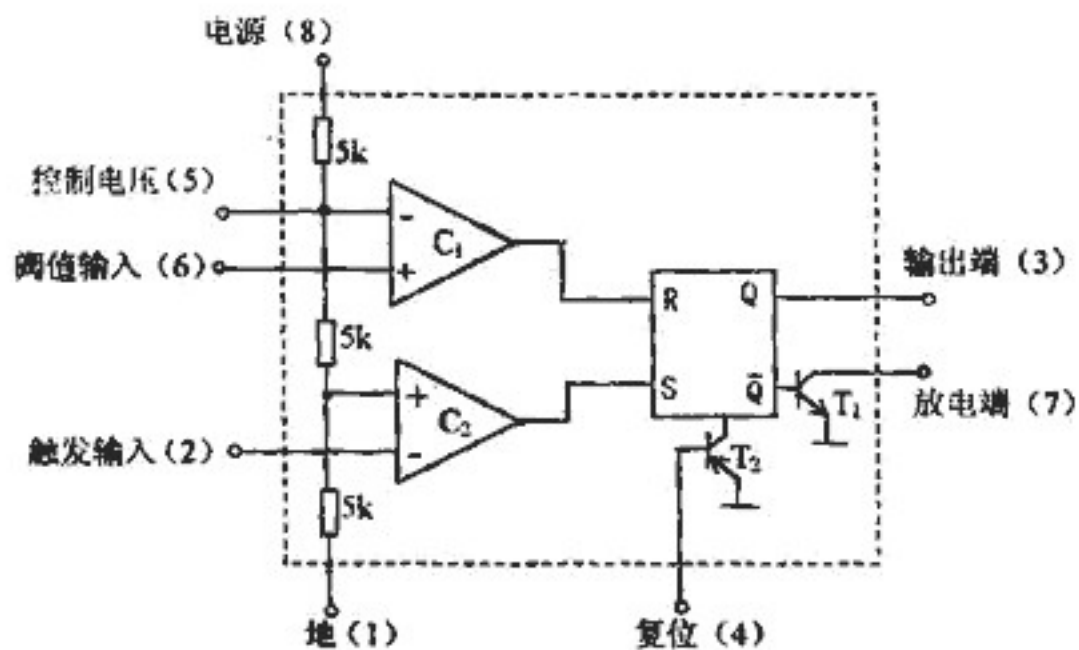 电源（8）
5k
控制电压（5）
- C₁
阈值输入（6）
+
R Q
输出端（3）
5k
S Q̄
+ C₂
T₁
放电端（7）
触发输入（2）
-
T₂
5k
地（1）
复位（4）